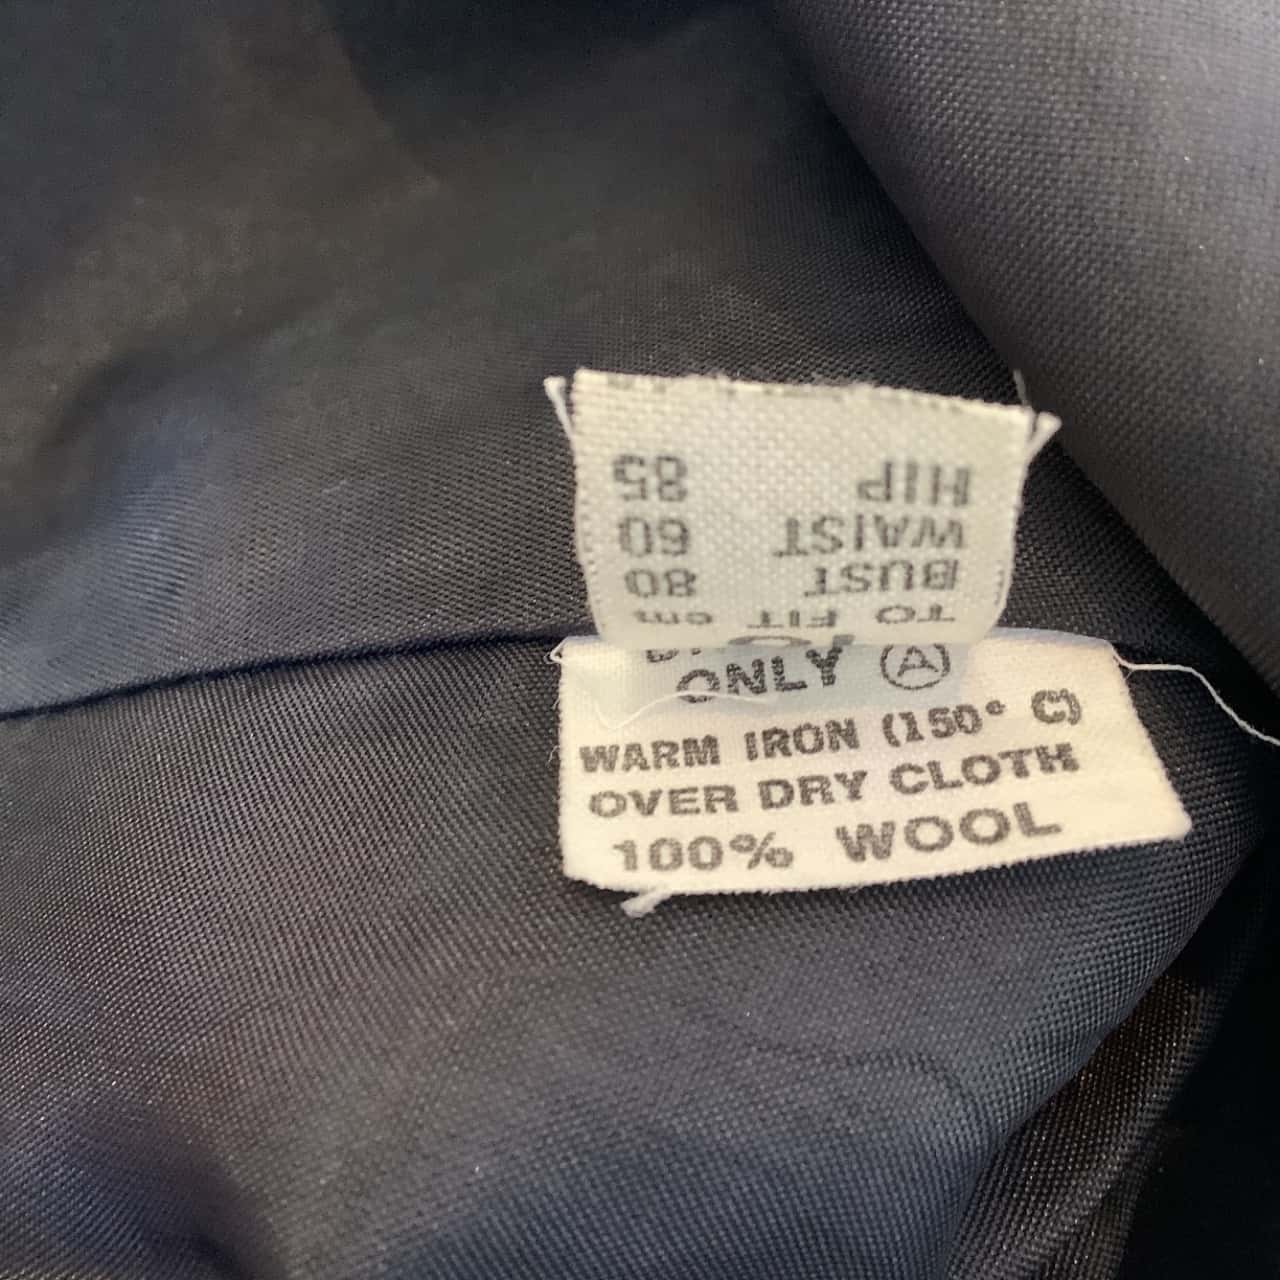 TO FIT cm
BUST 80
WAIST 60
HIP 85
ONLY Ⓐ
WARM IRON (150° C)
OVER DRY CLOTH
100% WOOL